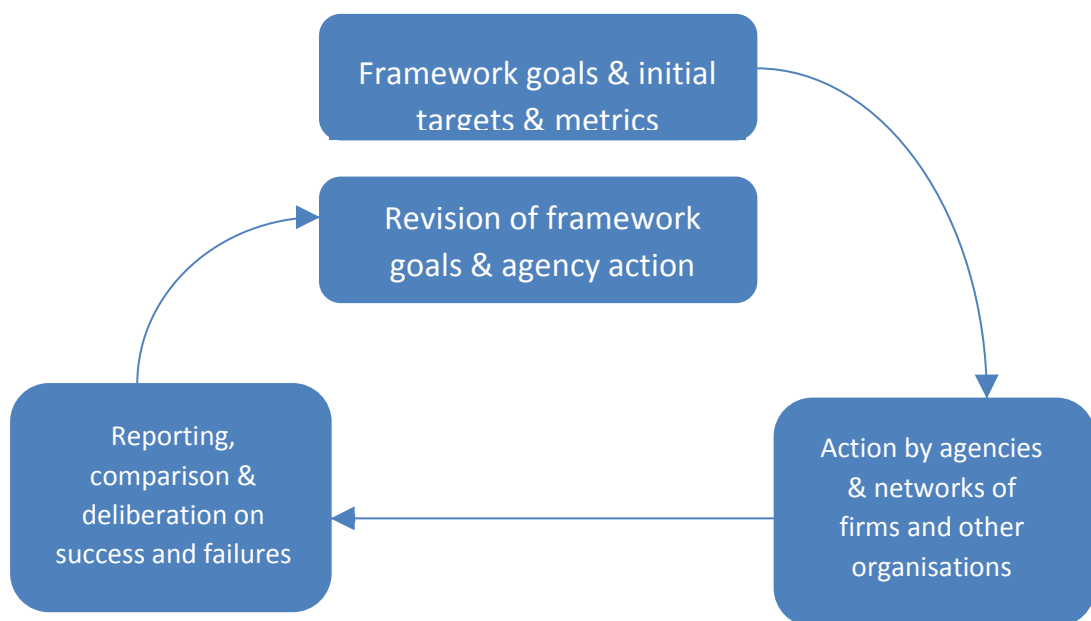 Framework goals & initial
targets & metrics
Revision of framework
goals & agency action
Reporting,
comparison &
deliberation on
success and failures
Action by agencies
& networks of
firms and other
organisations